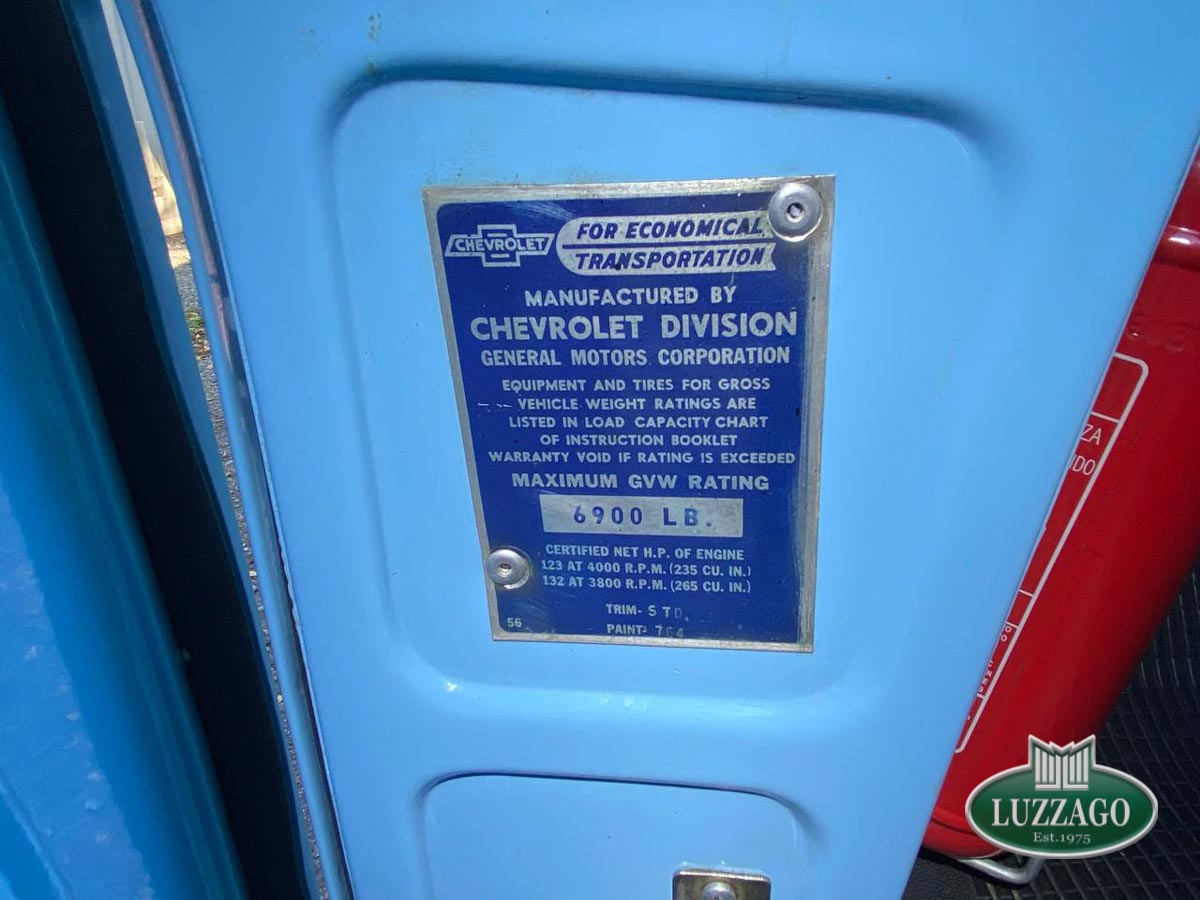 CHEVROLET
FOR ECONOMICAL
TRANSPORTATION
MANUFACTURED BY
CHEVROLET DIVISION
GENERAL MOTORS CORPORATION
EQUIPMENT AND TIRES FOR GROSS
VEHICLE WEIGHT RATINGS ARE
LISTED IN LOAD CAPACITY CHART
OF INSTRUCTION BOOKLET
WARRANTY VOID IF RATING IS EXCEEDED
MAXIMUM GVW RATING
6900 LB.
CERTIFIED NET H.P. OF ENGINE
123 AT 4000 R.P.M. (235 CU. IN.)
132 AT 3800 R.P.M. (265 CU. IN.)
TRIM- STD.
56
PAINT-
LUZZAGO
Est.1975